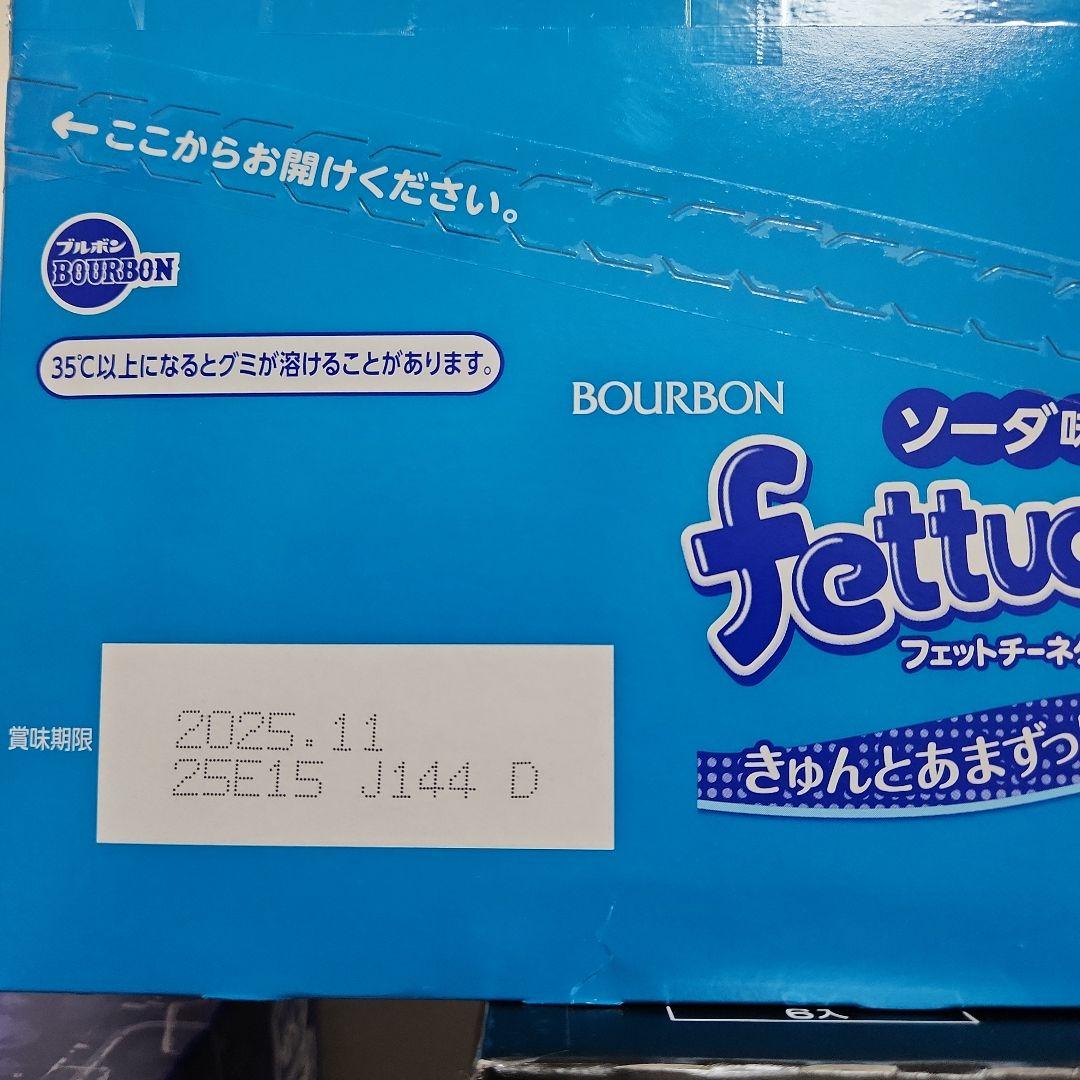 ←ここからお開けください。
ブルボン
BOURBON
35℃以上になるとグミが溶けることがあります。
BOURBON
ソーダ味
fettuc
フェットチーネグ
きゅんとあまずっ
賞味期限
2025.11
25E15 J144 D
6入